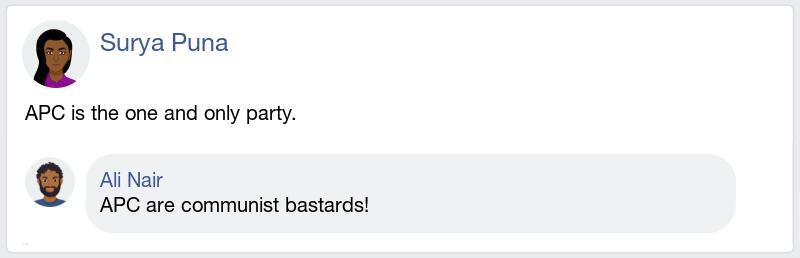 Surya Puna
APC is the one and only party.
Ali Nair
APC are communist bastards!